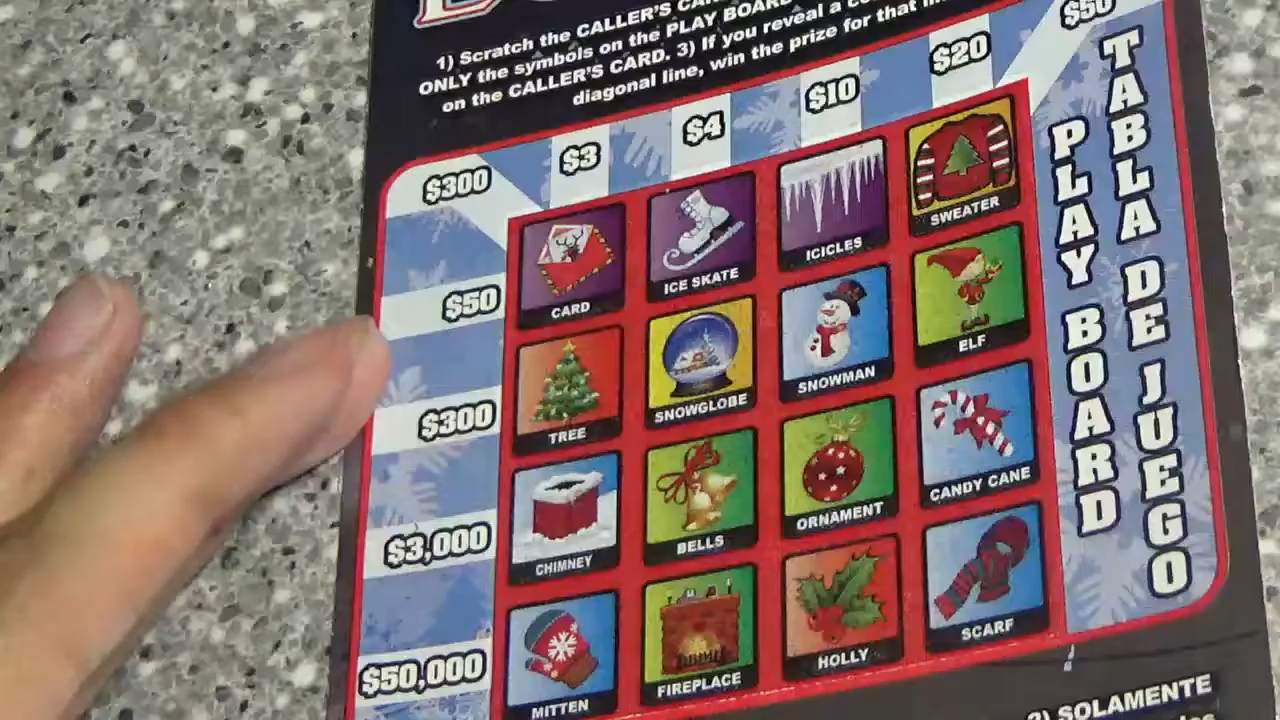 1) Scratch the CALLER'S
ONLY the symbols on the PLAY BOARD
on the CALLER'S CARD. 3) If you reveal a
diagonal line, win the prize for that
$300
$3
$4
$10
$20
$50
CARD
ICE SKATE
ICICLES
SWEATER
$50
TREE
SNOWGLOBE
SNOWMAN
ELF
$300
CHIMNEY
BELLS
ORNAMENT
CANDY CANE
$3,000
MITTEN
FIREPLACE
HOLLY
SCARF
$50,000
PLAY BOARD
TABLA DE JUEGO
2) SOLAMENTE